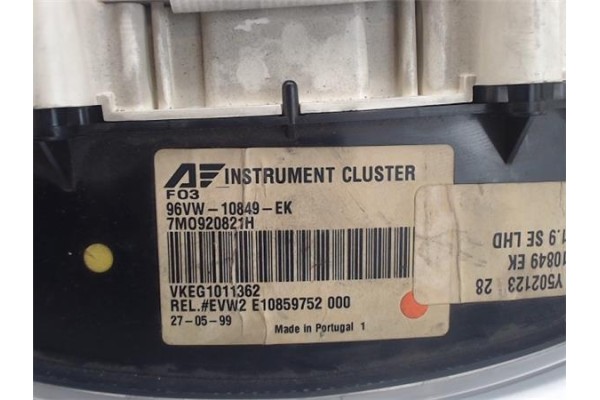 AF INSTRUMENT CLUSTER
F03
96VW-10849-EK
7M0920821H
VKEG1011362
REL.#EVW2 E10859752 000
27-05-99 Made in Portugal 1
Y502123 28
10849 EK
1.9 SE LHD